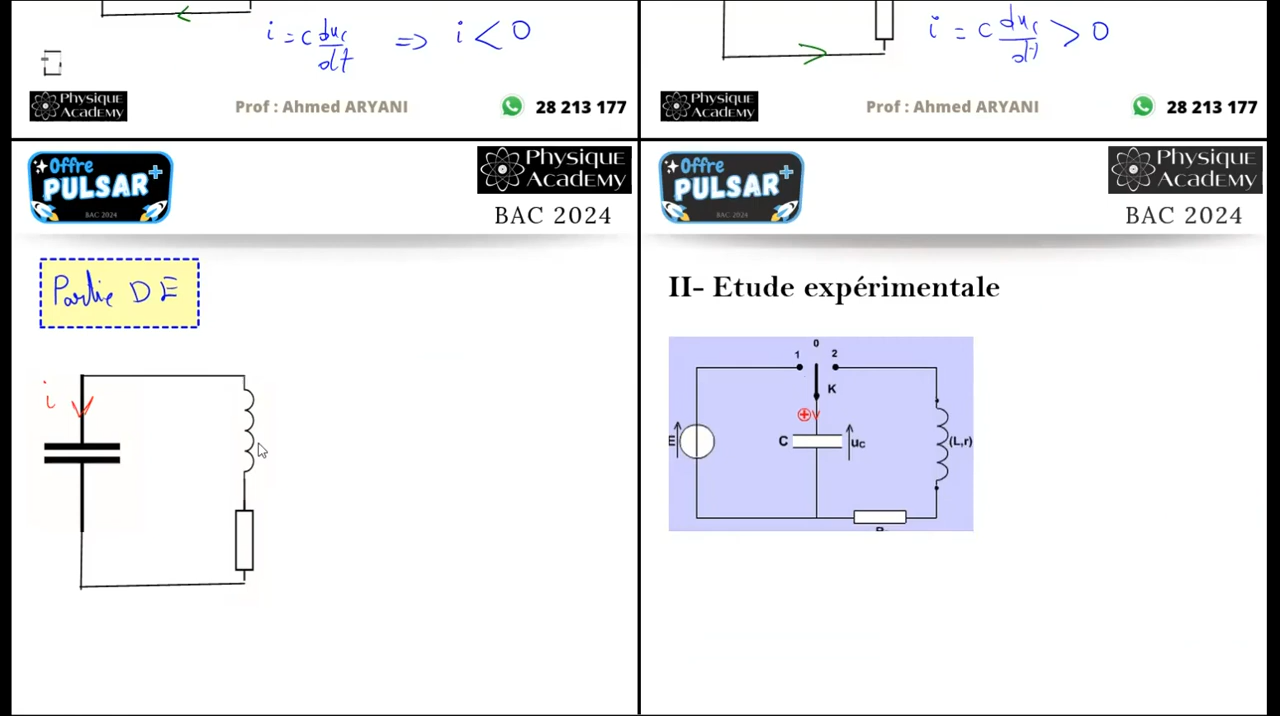 i = C duc/dt => i < 0
i = C duc/dt > 0
Physique
Academy
Prof : Ahmed ARYANI
28 213 177
Physique
Academy
Prof : Ahmed ARYANI
28 213 177
Offre
PULSAR+
BAC 2024
Physique
Academy
BAC 2024
Partie DE
i
Offre
PULSAR+
BAC 2024
Physique
Academy
BAC 2024
II- Etude expérimentale
0
1 2
K
+
E
C
uc
(L,r)